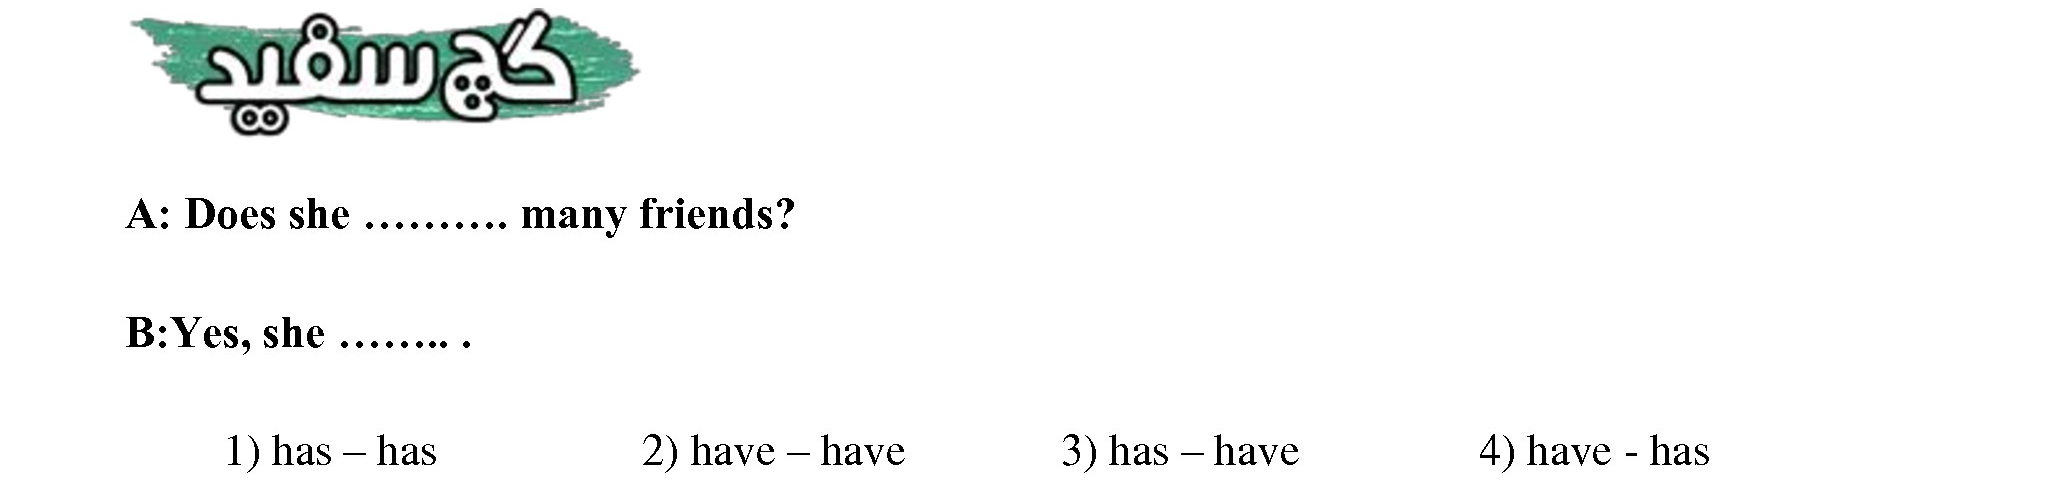 گچ سفید
A: Does she ………. many friends?
B:Yes, she …….. .
1) has – has 2) have – have 3) has – have 4) have - has